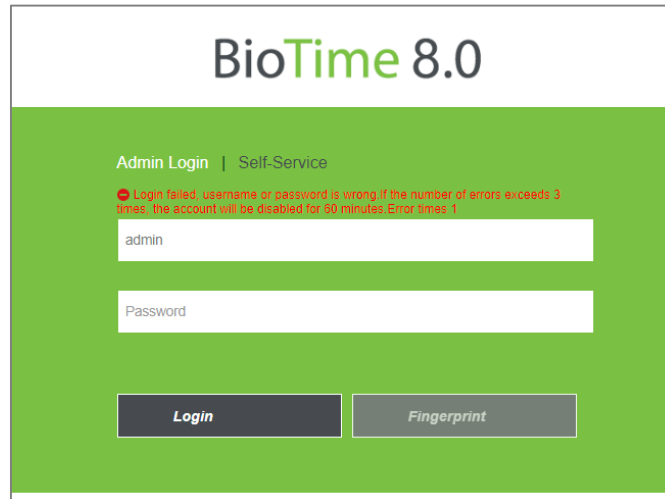 BioTime 8.0
Admin Login | Self-Service
Login failed, username or password is wrong.If the number of errors exceeds 3
times, the account will be disabled for 60 minutes.Error times 1
admin
Password
Login Fingerprint